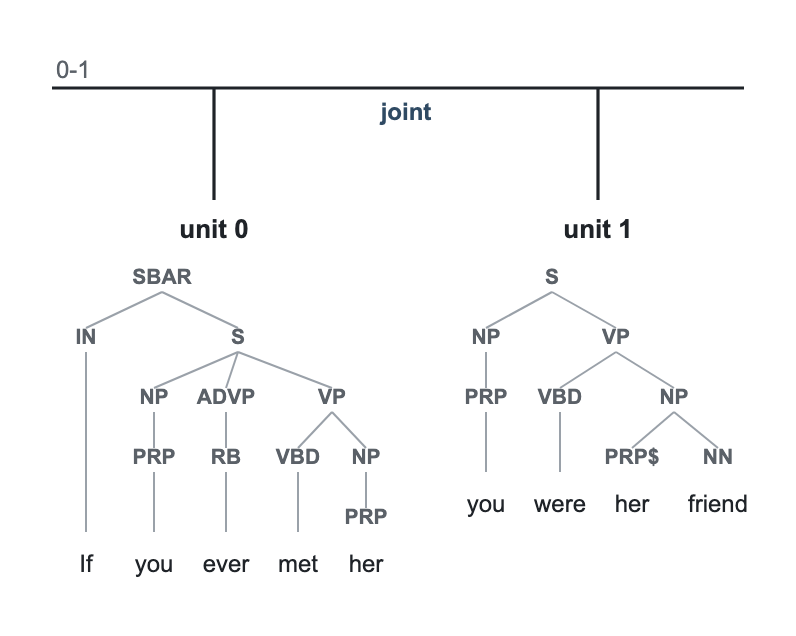 0-1
joint
unit 0 unit 1
SBAR S
IN S NP VP
NP ADVP VP PRP VBD NP
PRP RB VBD NP PRP$ NN
PRP
you were her friend
If you ever met her